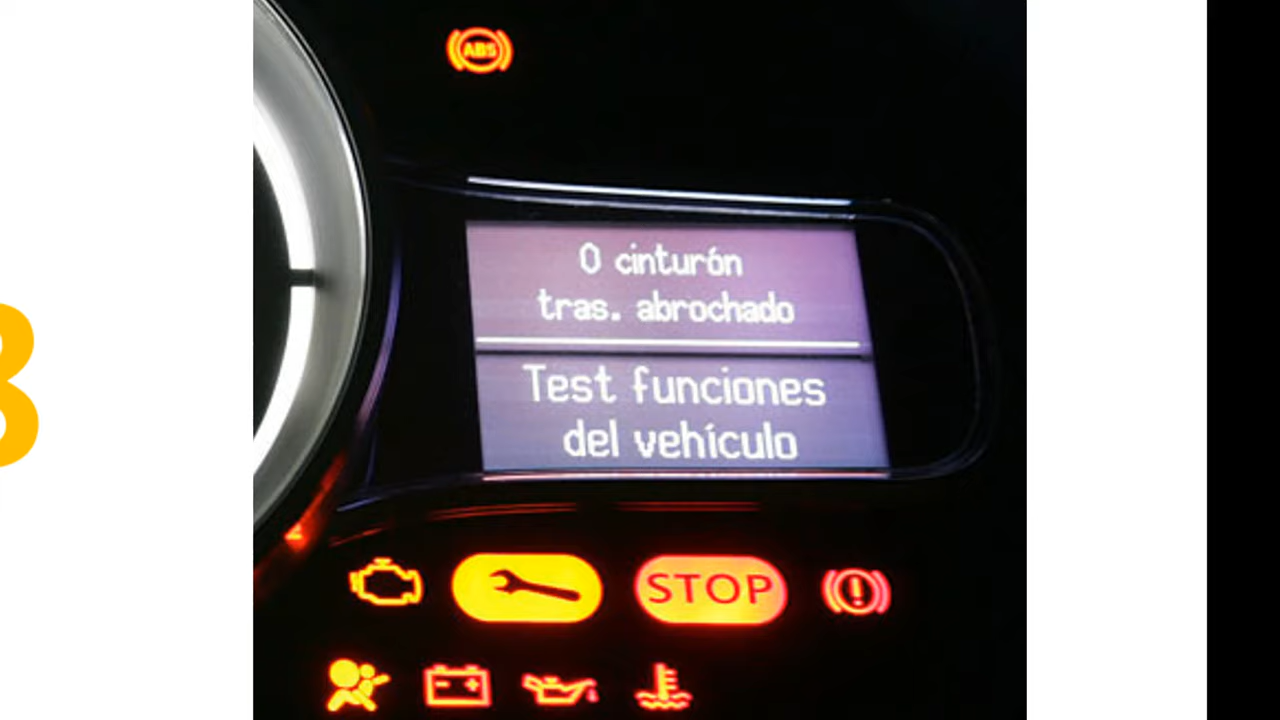 ABS
0 cinturón
tras. abrochado
Test funciones
del vehículo
STOP